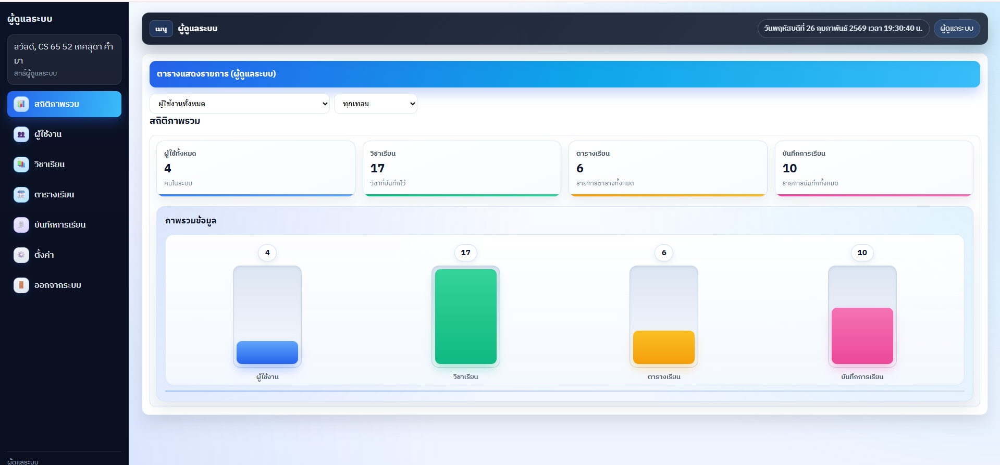 ผู้ดูแลระบบ
สวัสดี, CS 65 52 เกศสุดา คำ
มา
สิทธิ์ผู้ดูแลระบบ
สถิติภาพรวม
ผู้ใช้งาน
วิชาเรียน
ตารางเรียน
บันทึกการเรียน
ตั้งค่า
ออกจากระบบ
ผู้ดูแลระบบ
เมนู ผู้ดูแลระบบ
วันพฤหัสบดีที่ 26 กุมภาพันธ์ 2569 เวลา 19:30:40 น. ผู้ดูแลระบบ
ตารางแสดงรายการ (ผู้ดูแลระบบ)
ผู้ใช้งานทั้งหมด ทุกเทอม
สถิติภาพรวม
ผู้ใช้ทั้งหมด
4
คนในระบบ
วิชาเรียน
17
วิชาที่บันทึกไว้
ตารางเรียน
6
รายการตารางทั้งหมด
บันทึกการเรียน
10
รายการบันทึกทั้งหมด
ภาพรวมข้อมูล
4 17 6 10
ผู้ใช้งาน วิชาเรียน ตารางเรียน บันทึกการเรียน